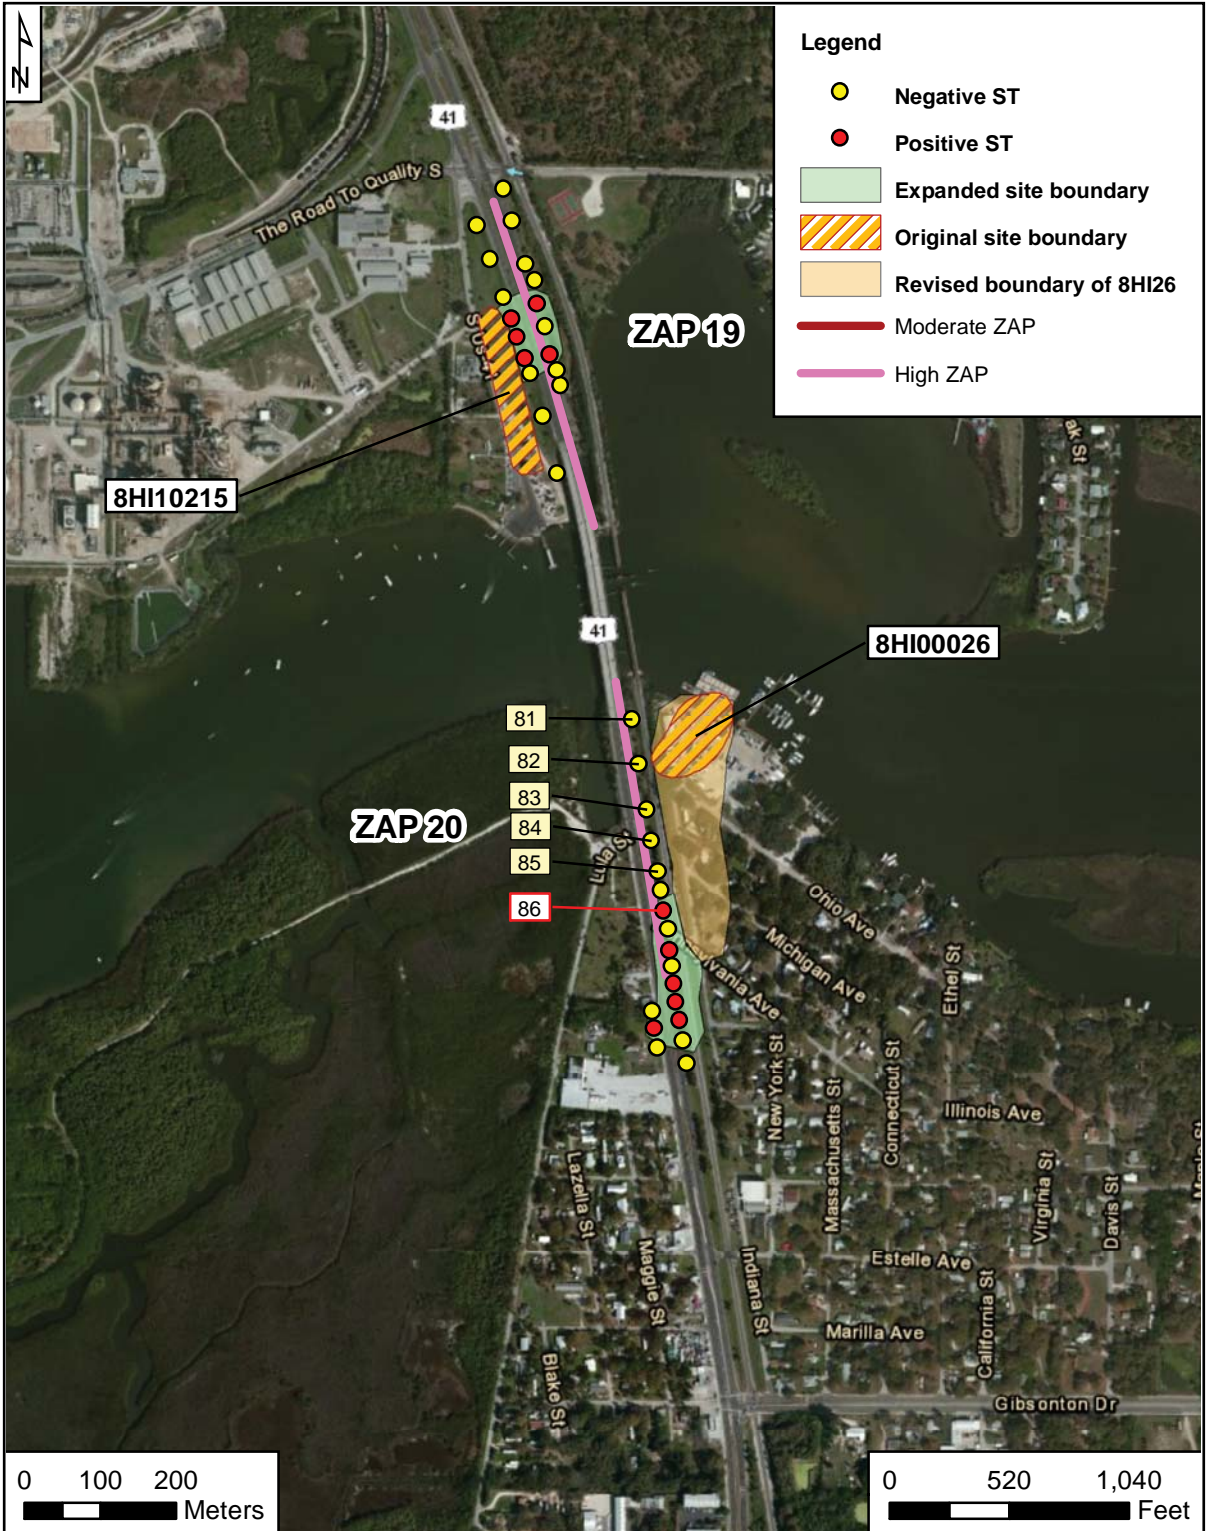 N
Legend
Negative ST
Positive ST
Expanded site boundary
Original site boundary
Revised boundary of 8HI26
Moderate ZAP
High ZAP
41
The Road To Quality S
ZAP 19
8HI10215
ak St
41
8HI00026
81
82
83
84
85
86
ZAP 20
Lula St
Ohio Ave
Michigan Ave
sylvania Ave
Ethel St
New York St
Massachusetts St
Connecticut St
Illinois Ave
Virginia St
Davis St
Lazella St
Maggie St
Indiana St
Estelle Ave
California St
Marilla Ave
Blake St
Gibsonton Dr
0 100 200
Meters
0 520 1,040
Feet